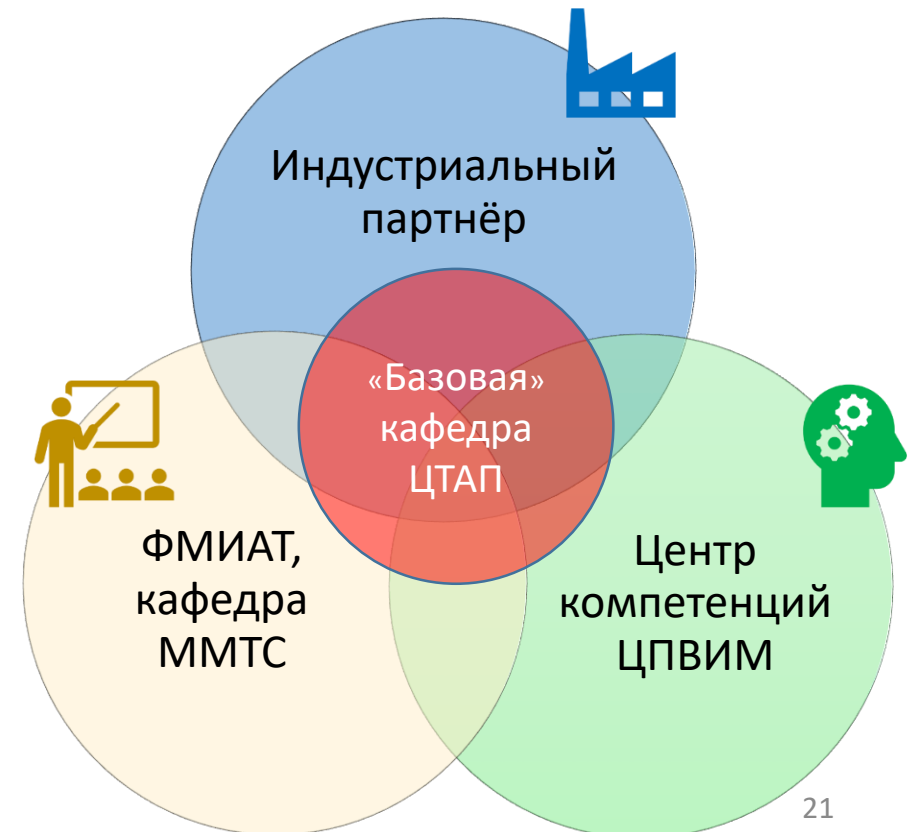 Индустриальный
партнёр
«Базовая»
кафедра
ЦТАП
ФМИАТ,
кафедра
ММТС
Центр
компетенций
ЦПВИМ
21